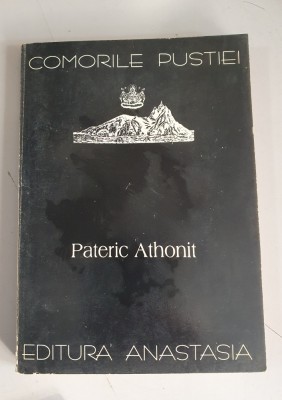 COMORILE PUSTIEI
Pateric Athonit
EDITURA ANASTASIA